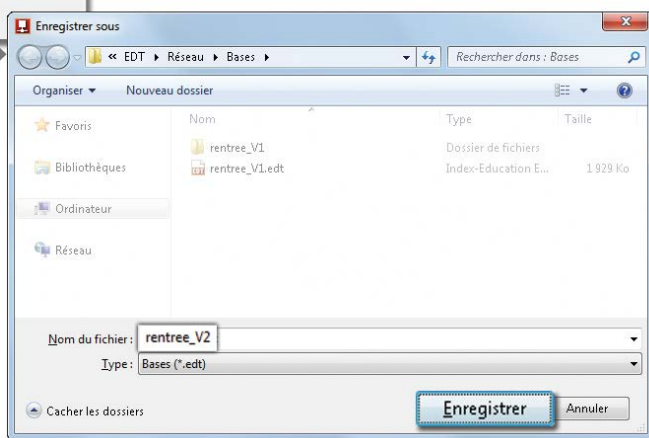 Enregistrer sous
« EDT ▸ Réseau ▸ Bases ▸
Rechercher dans : Bases
Organiser ▾ Nouveau dossier
Favoris
Bibliothèques
Ordinateur
Réseau
Nom Type Taille
rentree_V1 Dossier de fichiers
rentree_V1.edt Index-Education E... 1 929 Ko
Nom du fichier : rentree_V2
Type : Bases (*.edt)
Cacher les dossiers
Enregistrer Annuler